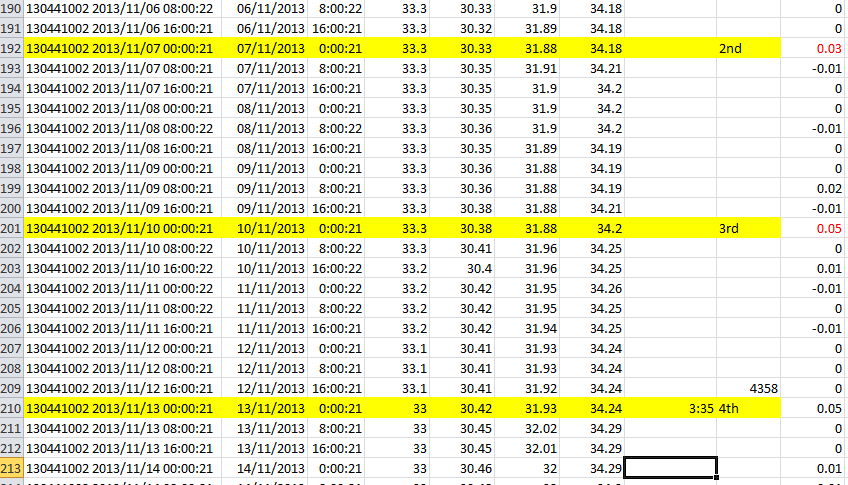 190 130441002 2013/11/06 08:00:22 06/11/2013 8:00:22 33.3 30.33 31.9 34.18 0
191 130441002 2013/11/06 16:00:21 06/11/2013 16:00:21 33.3 30.32 31.89 34.18 0
192 130441002 2013/11/07 00:00:21 07/11/2013 0:00:21 33.3 30.33 31.88 34.18 2nd 0.03
193 130441002 2013/11/07 08:00:21 07/11/2013 8:00:21 33.3 30.35 31.91 34.21 -0.01
194 130441002 2013/11/07 16:00:21 07/11/2013 16:00:21 33.3 30.35 31.9 34.2 0
195 130441002 2013/11/08 00:00:21 08/11/2013 0:00:21 33.3 30.35 31.9 34.2 0
196 130441002 2013/11/08 08:00:22 08/11/2013 8:00:22 33.3 30.36 31.9 34.2 -0.01
197 130441002 2013/11/08 16:00:21 08/11/2013 16:00:21 33.3 30.35 31.89 34.19 0
198 130441002 2013/11/09 00:00:21 09/11/2013 0:00:21 33.3 30.36 31.88 34.19 0
199 130441002 2013/11/09 08:00:21 09/11/2013 8:00:21 33.3 30.36 31.88 34.19 0.02
200 130441002 2013/11/09 16:00:21 09/11/2013 16:00:21 33.3 30.38 31.88 34.21 -0.01
201 130441002 2013/11/10 00:00:21 10/11/2013 0:00:21 33.3 30.38 31.88 34.2 3rd 0.05
202 130441002 2013/11/10 08:00:22 10/11/2013 8:00:22 33.3 30.41 31.96 34.25 0
203 130441002 2013/11/10 16:00:22 10/11/2013 16:00:22 33.2 30.4 31.96 34.25 0.01
204 130441002 2013/11/11 00:00:22 11/11/2013 0:00:22 33.2 30.42 31.95 34.26 -0.01
205 130441002 2013/11/11 08:00:22 11/11/2013 8:00:22 33.2 30.42 31.95 34.25 0
206 130441002 2013/11/11 16:00:21 11/11/2013 16:00:21 33.2 30.42 31.94 34.25 -0.01
207 130441002 2013/11/12 00:00:21 12/11/2013 0:00:21 33.1 30.41 31.93 34.24 0
208 130441002 2013/11/12 08:00:21 12/11/2013 8:00:21 33.1 30.41 31.93 34.24 0
209 130441002 2013/11/12 16:00:21 12/11/2013 16:00:21 33.1 30.41 31.92 34.24 4358 0
210 130441002 2013/11/13 00:00:21 13/11/2013 0:00:21 33 30.42 31.93 34.24 3:35 4th 0.05
211 130441002 2013/11/13 08:00:21 13/11/2013 8:00:21 33 30.45 32.02 34.29 0
212 130441002 2013/11/13 16:00:21 13/11/2013 16:00:21 33 30.45 32.01 34.29 0
213 130441002 2013/11/14 00:00:21 14/11/2013 0:00:21 33 30.46 32 34.29 0.01